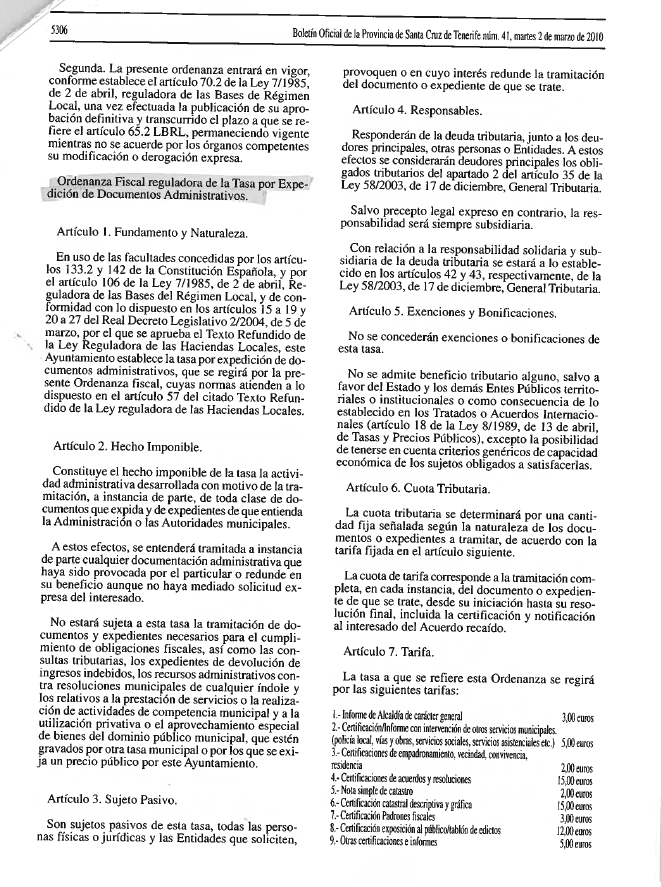 5306
Boletín Oficial de la Provincia de Santa Cruz de Tenerife núm. 41, martes 2 de marzo de 2010
Segunda. La presente ordenanza entrará en vigor,
conforme establece el artículo 70.2 de la Ley 7/1985,
de 2 de abril, reguladora de las Bases de Régimen
Local, una vez efectuada la publicación de su apro-
bación definitiva y transcurrido el plazo a que se re-
fiere el artículo 65.2 LBRL, permaneciendo vigente
mientras no se acuerde por los órganos competentes
su modificación o derogación expresa.
Ordenanza Fiscal reguladora de la Tasa por Expe-
dición de Documentos Administrativos.
Artículo 1. Fundamento y Naturaleza.
En uso de las facultades concedidas por los artícu-
los 133.2 y 142 de la Constitución Española, y por
el artículo 106 de la Ley 7/1985, de 2 de abril, Re-
guladora de las Bases del Régimen Local, y de con-
formidad con lo dispuesto en los artículos 15 a 19 y
20 a 27 del Real Decreto Legislativo 2/2004, de 5 de
marzo, por el que se aprueba el Texto Refundido de
la Ley Reguladora de las Haciendas Locales, este
Ayuntamiento establece la tasa por expedición de do-
cumentos administrativos, que se regirá por la pre-
sente Ordenanza fiscal, cuyas normas atienden a lo
dispuesto en el artículo 57 del citado Texto Refun-
dido de la Ley reguladora de las Haciendas Locales.
Artículo 2. Hecho Imponible.
Constituye el hecho imponible de la tasa la activi-
dad administrativa desarrollada con motivo de la tra-
mitación, a instancia de parte, de toda clase de do-
cumentos que expida y de expedientes de que entienda
la Administración o las Autoridades municipales.
A estos efectos, se entenderá tramitada a instancia
de parte cualquier documentación administrativa que
haya sido provocada por el particular o redunde en
su beneficio aunque no haya mediado solicitud ex-
presa del interesado.
No estará sujeta a esta tasa la tramitación de do-
cumentos y expedientes necesarios para el cumpli-
miento de obligaciones fiscales, así como las con-
sultas tributarias, los expedientes de devolución de
ingresos indebidos, los recursos administrativos con-
tra resoluciones municipales de cualquier índole y
los relativos a la prestación de servicios o la realiza-
ción de actividades de competencia municipal y a la
utilización privativa o el aprovechamiento especial
de bienes del dominio público municipal, que estén
gravados por otra tasa municipal o por los que se exi-
ja un precio público por este Ayuntamiento.
Artículo 3. Sujeto Pasivo.
Son sujetos pasivos de esta tasa, todas las perso-
nas físicas o jurídicas y las Entidades que soliciten,
provoquen o en cuyo interés redunde la tramitación
del documento o expediente de que se trate.
Artículo 4. Responsables.
Responderán de la deuda tributaria, junto a los deu-
dores principales, otras personas o Entidades. A estos
efectos se considerarán deudores principales los obli-
gados tributarios del apartado 2 del artículo 35 de la
Ley 58/2003, de 17 de diciembre, General Tributaria.
Salvo precepto legal expreso en contrario, la res-
ponsabilidad será siempre subsidiaria.
Con relación a la responsabilidad solidaria y sub-
sidiaria de la deuda tributaria se estará a lo estable-
cido en los artículos 42 y 43, respectivamente, de la
Ley 58/2003, de 17 de diciembre, General Tributaria.
Artículo 5. Exenciones y Bonificaciones.
No se concederán exenciones o bonificaciones de
esta tasa.
No se admite beneficio tributario alguno, salvo a
favor del Estado y los demás Entes Públicos territo-
riales o institucionales o como consecuencia de lo
establecido en los Tratados o Acuerdos Internacio-
nales (artículo 18 de la Ley 8/1989, de 13 de abril,
de Tasas y Precios Públicos), excepto la posibilidad
de tenerse en cuenta criterios genéricos de capacidad
económica de los sujetos obligados a satisfacerlas.
Artículo 6. Cuota Tributaria.
La cuota tributaria se determinará por una canti-
dad fija señalada según la naturaleza de los docu-
mentos o expedientes a tramitar, de acuerdo con la
tarifa fijada en el artículo siguiente.
La cuota de tarifa corresponde a la tramitación com-
pleta, en cada instancia, del documento o expedien-
te de que se trate, desde su iniciación hasta su reso-
lución final, incluida la certificación y notificación
al interesado del Acuerdo recaído.
Artículo 7. Tarifa.
La tasa a que se refiere esta Ordenanza se regirá
por las siguientes tarifas:
1.- Informe de Alcaldía de carácter general 3,00 euros
2.- Certificación/Informe con intervención de otros servicios municipales.
(policía local, vías y obras, servicios sociales, servicios asistenciales etc.) 5,00 euros
3.- Certificaciones de empadronamiento, vecindad, convivencia,
residencia 2,00 euros
4.- Certificaciones de acuerdos y resoluciones 15,00 euros
5.- Nota simple de catastro 2,00 euros
6.- Certificación catastral descriptiva y gráfica 15,00 euros
7.- Certificación Padrones fiscales 3,00 euros
8.- Certificación exposición al público/tablón de edictos 12,00 euros
9.- Otras certificaciones e informes 5,00 euros